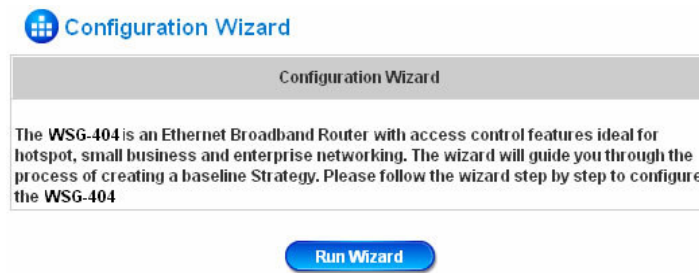 Configuration Wizard
Configuration Wizard
The WSG-404 is an Ethernet Broadband Router with access control features ideal for
hotspot, small business and enterprise networking. The wizard will guide you through the
process of creating a baseline Strategy. Please follow the wizard step by step to configure
the WSG-404
Run Wizard